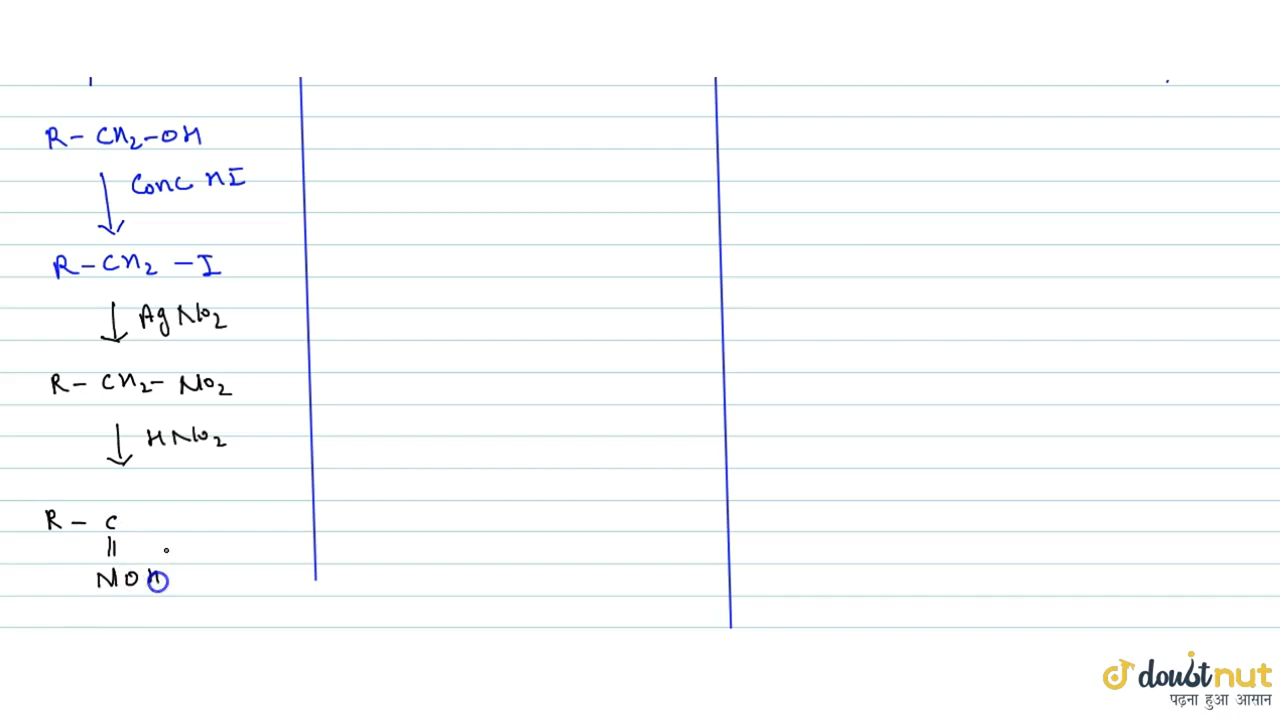 R- CH2-OH
Conc HI
R-CH2 -I
AgNO2
R- CH2- NO2
HNO2
R - C
||
NOH
doubtnut
पढ़ना हुआ आसान